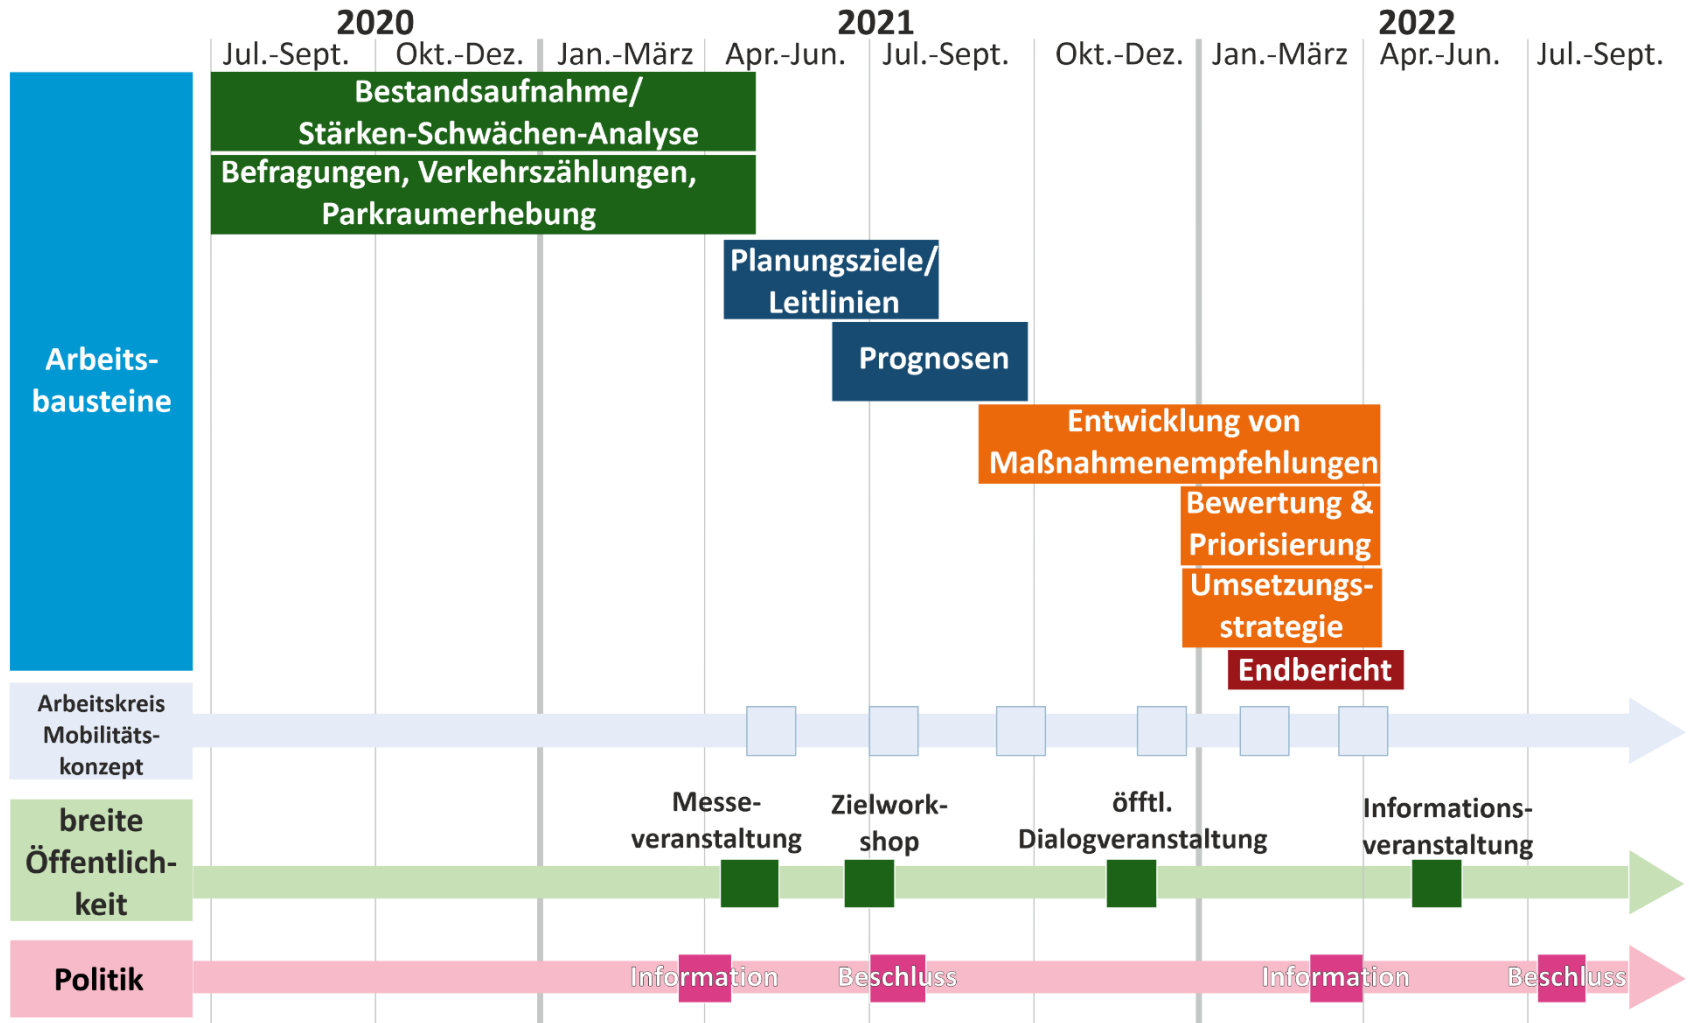 2020
2021
2022
Jul.-Sept.
Okt.-Dez.
Jan.-März
Apr.-Jun.
Jul.-Sept.
Okt.-Dez.
Jan.-März
Apr.-Jun.
Jul.-Sept.
Arbeits-
bausteine
Bestandsaufnahme/
Stärken-Schwächen-Analyse
Befragungen, Verkehrszählungen,
Parkraumerhebung
Planungsziele/
Leitlinien
Prognosen
Entwicklung von
Maßnahmenempfehlungen
Bewertung &
Priorisierung
Umsetzungs-
strategie
Endbericht
Arbeitskreis
Mobilitäts-
konzept
breite
Öffentlich-
keit
Messe-
veranstaltung
Zielwork-
shop
öfftl.
Dialogveranstaltung
Informations-
veranstaltung
Politik
Information
Beschluss
Information
Beschluss